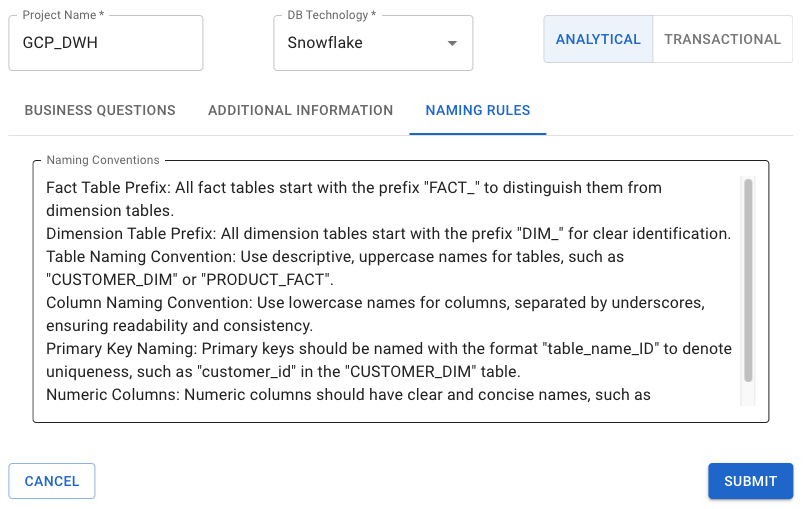 Project Name *
GCP_DWH
DB Technology *
Snowflake
ANALYTICAL
TRANSACTIONAL
BUSINESS QUESTIONS
ADDITIONAL INFORMATION
NAMING RULES
Naming Conventions
Fact Table Prefix: All fact tables start with the prefix "FACT_" to distinguish them from
dimension tables.
Dimension Table Prefix: All dimension tables start with the prefix "DIM_" for clear identification.
Table Naming Convention: Use descriptive, uppercase names for tables, such as
"CUSTOMER_DIM" or "PRODUCT_FACT".
Column Naming Convention: Use lowercase names for columns, separated by underscores,
ensuring readability and consistency.
Primary Key Naming: Primary keys should be named with the format "table_name_ID" to denote
uniqueness, such as "customer_id" in the "CUSTOMER_DIM" table.
Numeric Columns: Numeric columns should have clear and concise names, such as
CANCEL
SUBMIT